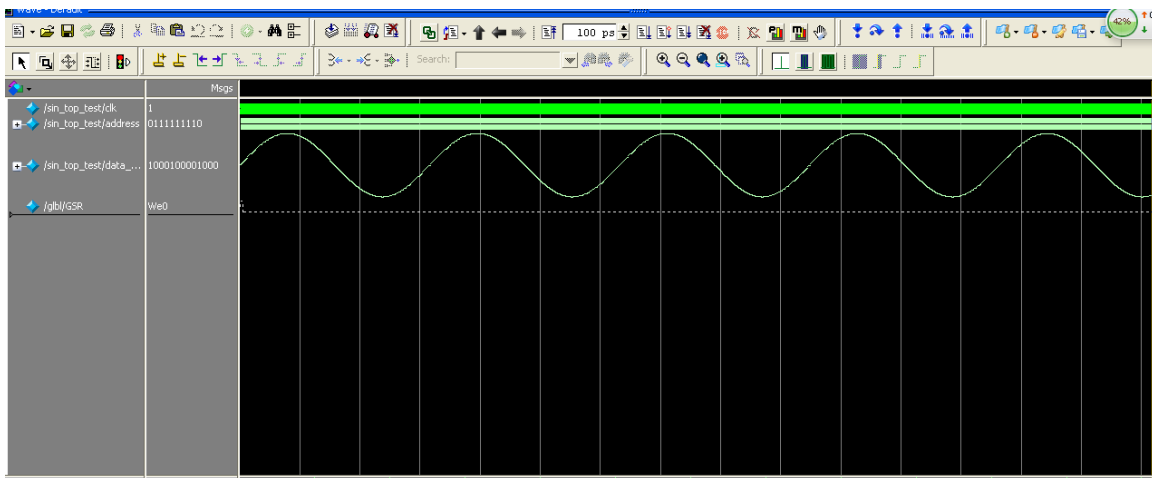 Wave - Default
100 ps
42%
Search:
Msgs
/sin_top_test/clk 1
/sin_top_test/address 0111111110
/sin_top_test/data_... 1000100001000
/glbl/GSR We0